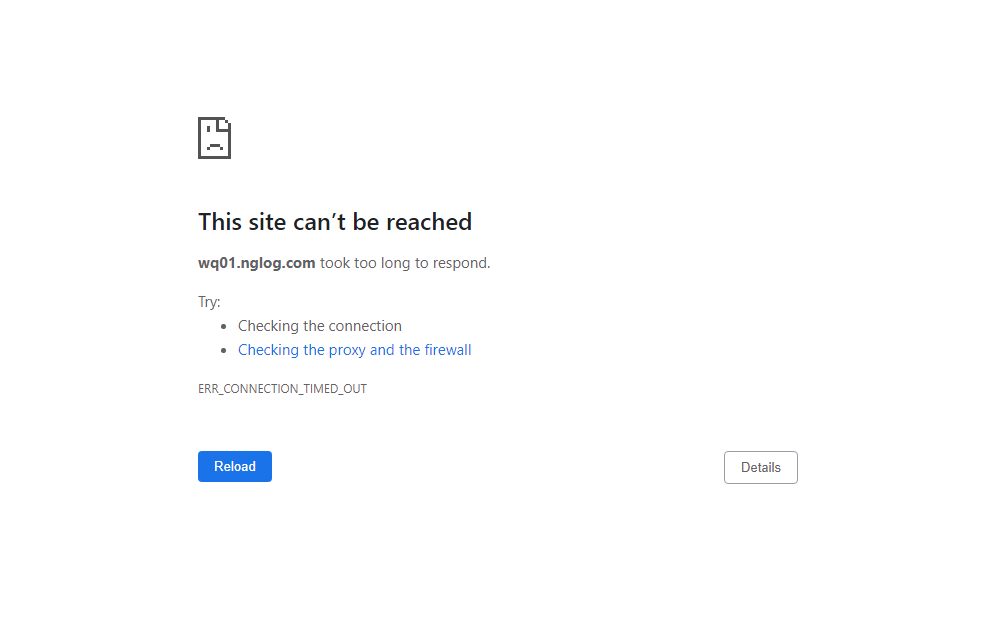 This site can’t be reached
wq01.nglog.com took too long to respond.
Try:
Checking the connection
Checking the proxy and the firewall
ERR_CONNECTION_TIMED_OUT
Reload
Details